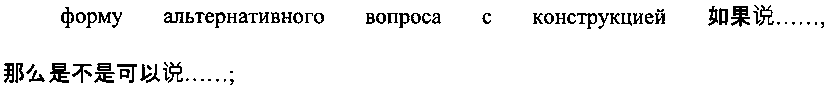 форму альтернативного вопроса с конструкцией 如果说……,
那么是不是可以说……;